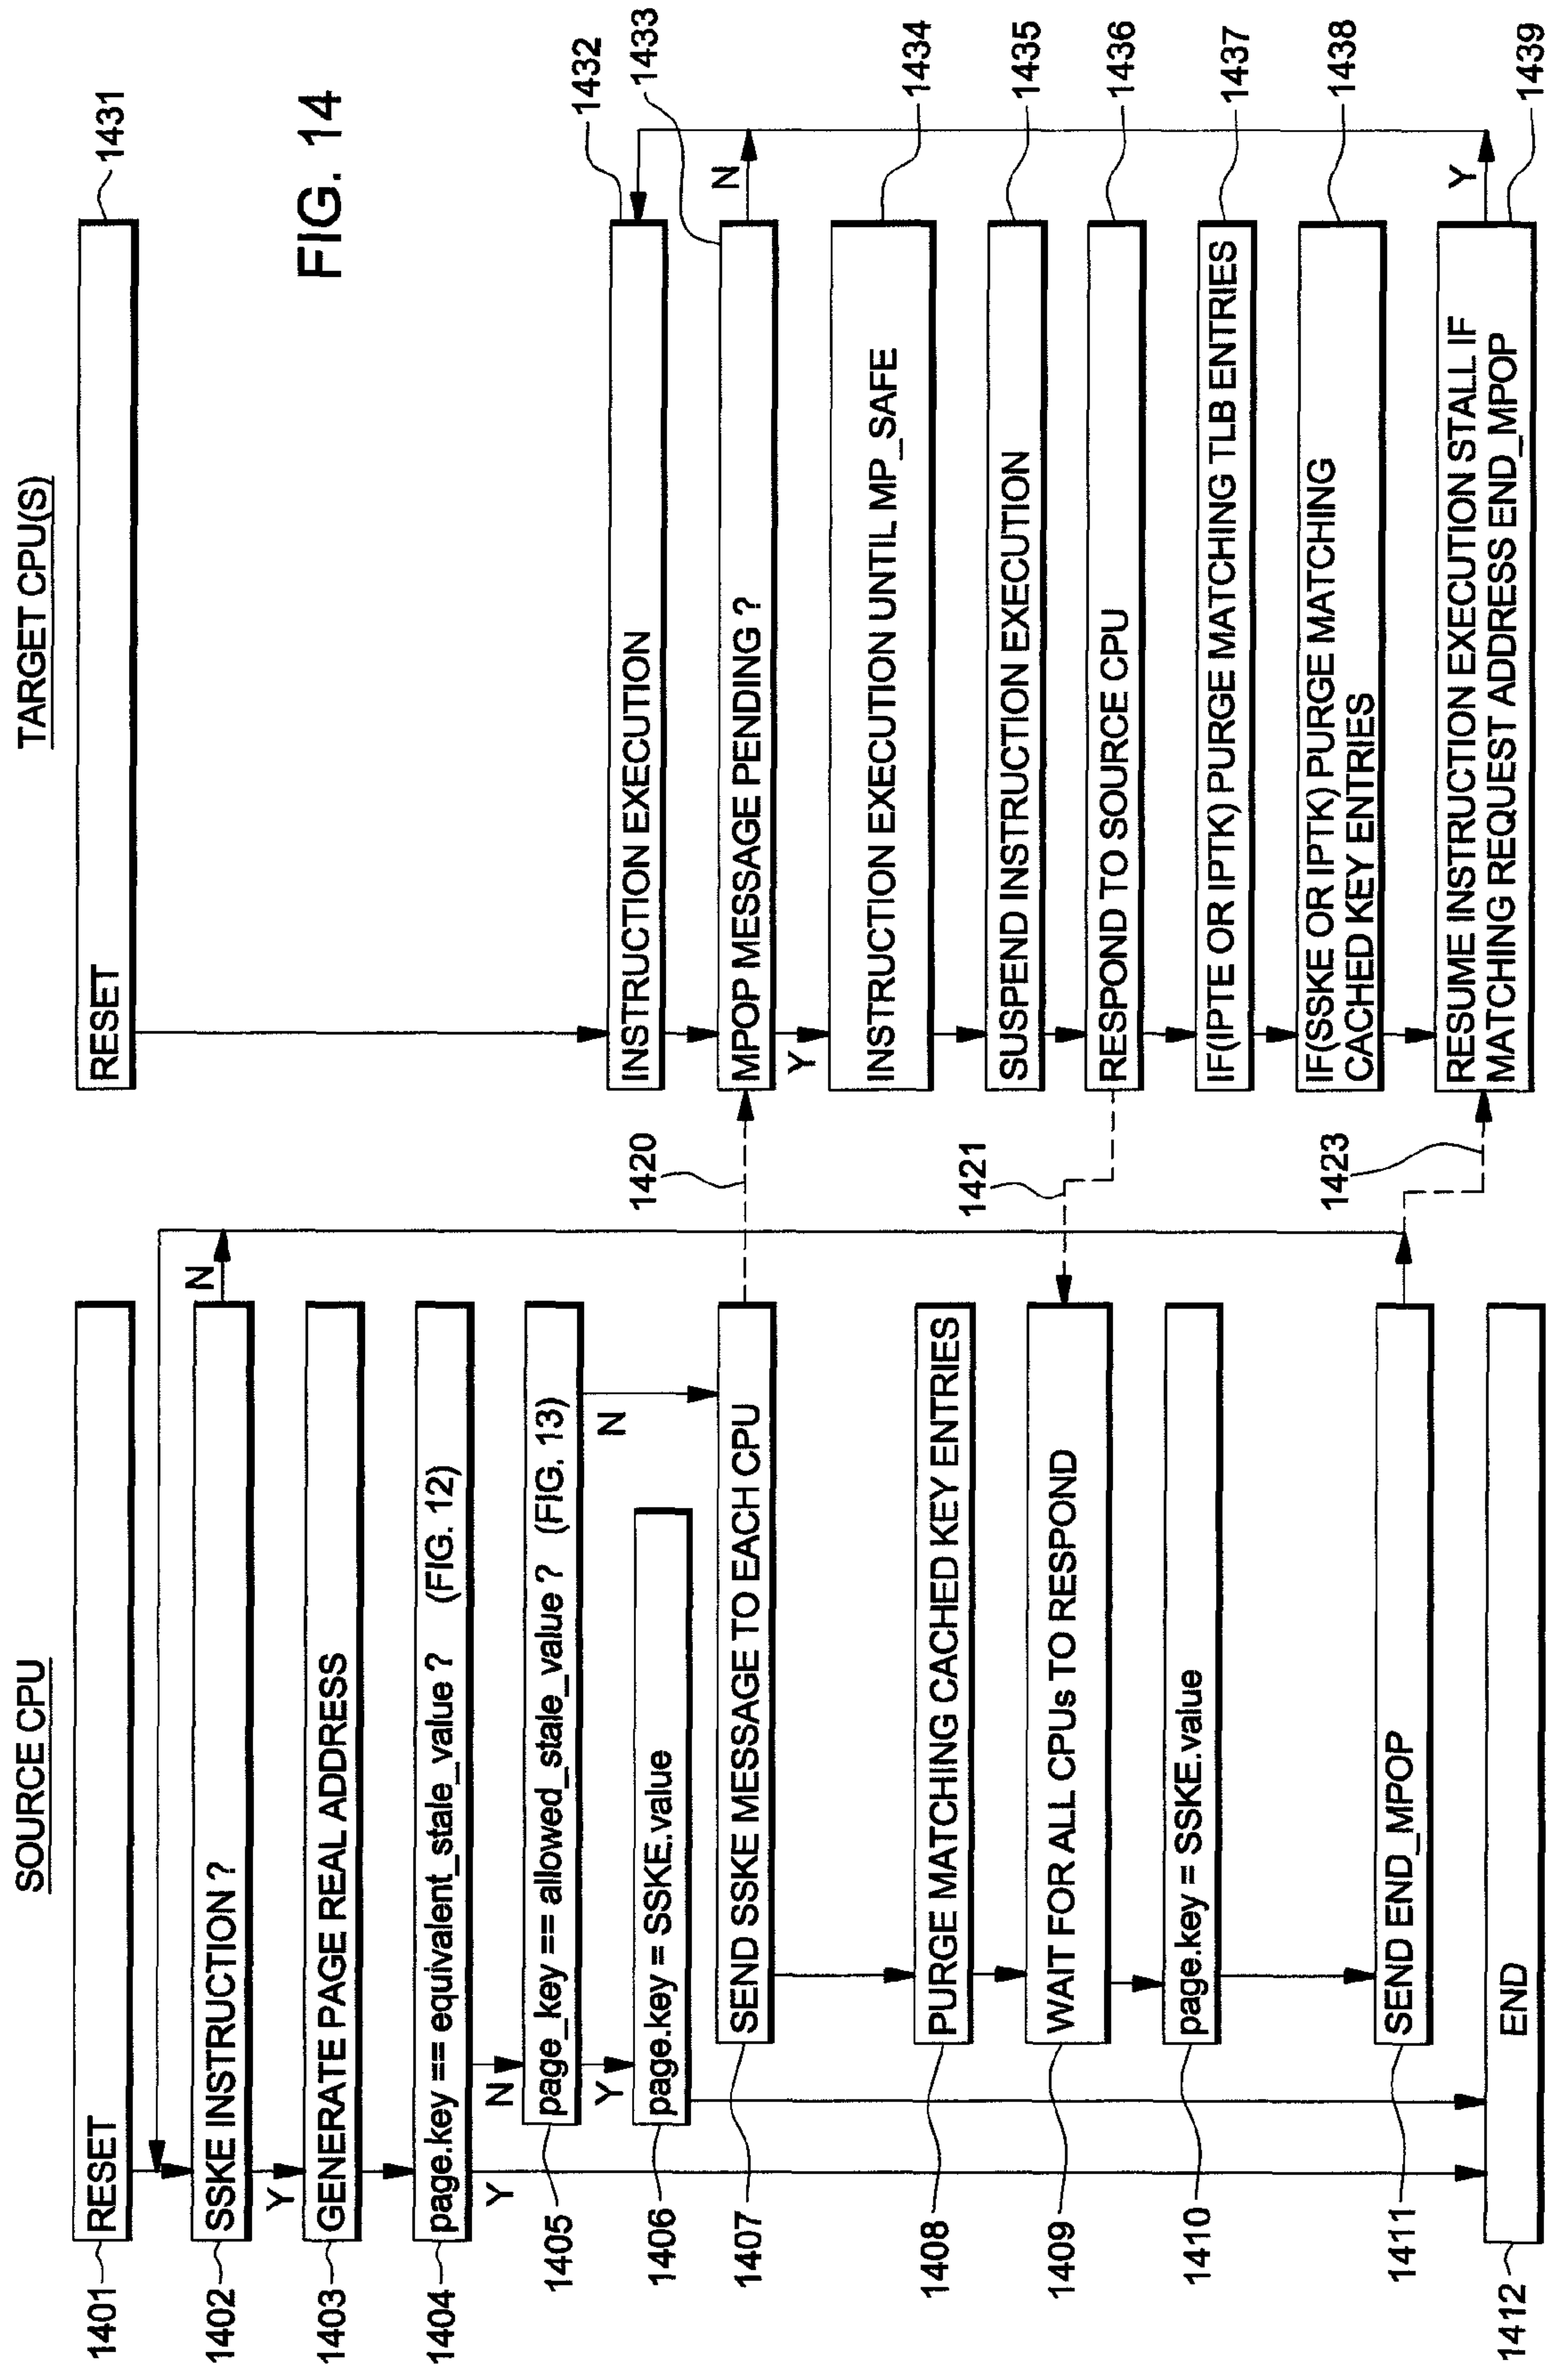 FIG. 14
SOURCE CPU
1401
RESET
1402
SSKE INSTRUCTION ?
N
Y
1403
GENERATE PAGE REAL ADDRESS
1404
page.key == equivalent_stale_value ? (FIG. 12)
Y
N
1405
page_key == allowed_stale_value ? (FIG. 13)
Y
N
1406
page.key = SSKE.value
1407
SEND SSKE MESSAGE TO EACH CPU
1408
PURGE MATCHING CACHED KEY ENTRIES
1409
WAIT FOR ALL CPUs TO RESPOND
1410
page.key = SSKE.value
1411
SEND END_MPOP
1412
END
1420
1421
1423
TARGET CPU(S)
RESET
1431
INSTRUCTION EXECUTION
1432
MPOP MESSAGE PENDING ?
1433
N
Y
INSTRUCTION EXECUTION UNTIL MP_SAFE
1434
SUSPEND INSTRUCTION EXECUTION
1435
RESPOND TO SOURCE CPU
1436
IF(IPTE OR IPTK) PURGE MATCHING TLB ENTRIES
1437
IF(SSKE OR IPTK) PURGE MATCHING
CACHED KEY ENTRIES
1438
RESUME INSTRUCTION EXECUTION STALL IF
MATCHING REQUEST ADDRESS END_MPOP
Y
1439